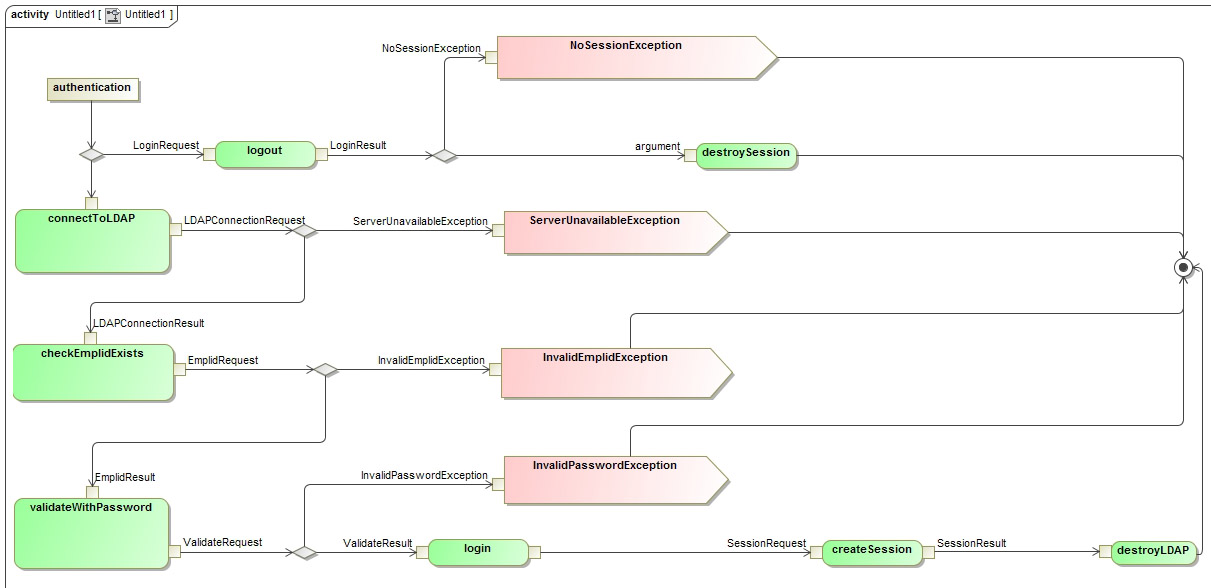 activity Untitled1 [ Untitled1 ]
NoSessionException
NoSessionException
authentication
LoginRequest
logout
LoginResult
argument
destroySession
connectToLDAP
LDAPConnectionRequest
ServerUnavailableException
ServerUnavailableException
LDAPConnectionResult
checkEmplidExists
EmplidRequest
InvalidEmplidException
InvalidEmplidException
EmplidResult
InvalidPasswordException
InvalidPasswordException
validateWithPassword
ValidateRequest
ValidateResult
login
SessionRequest
createSession
SessionResult
destroyLDAP